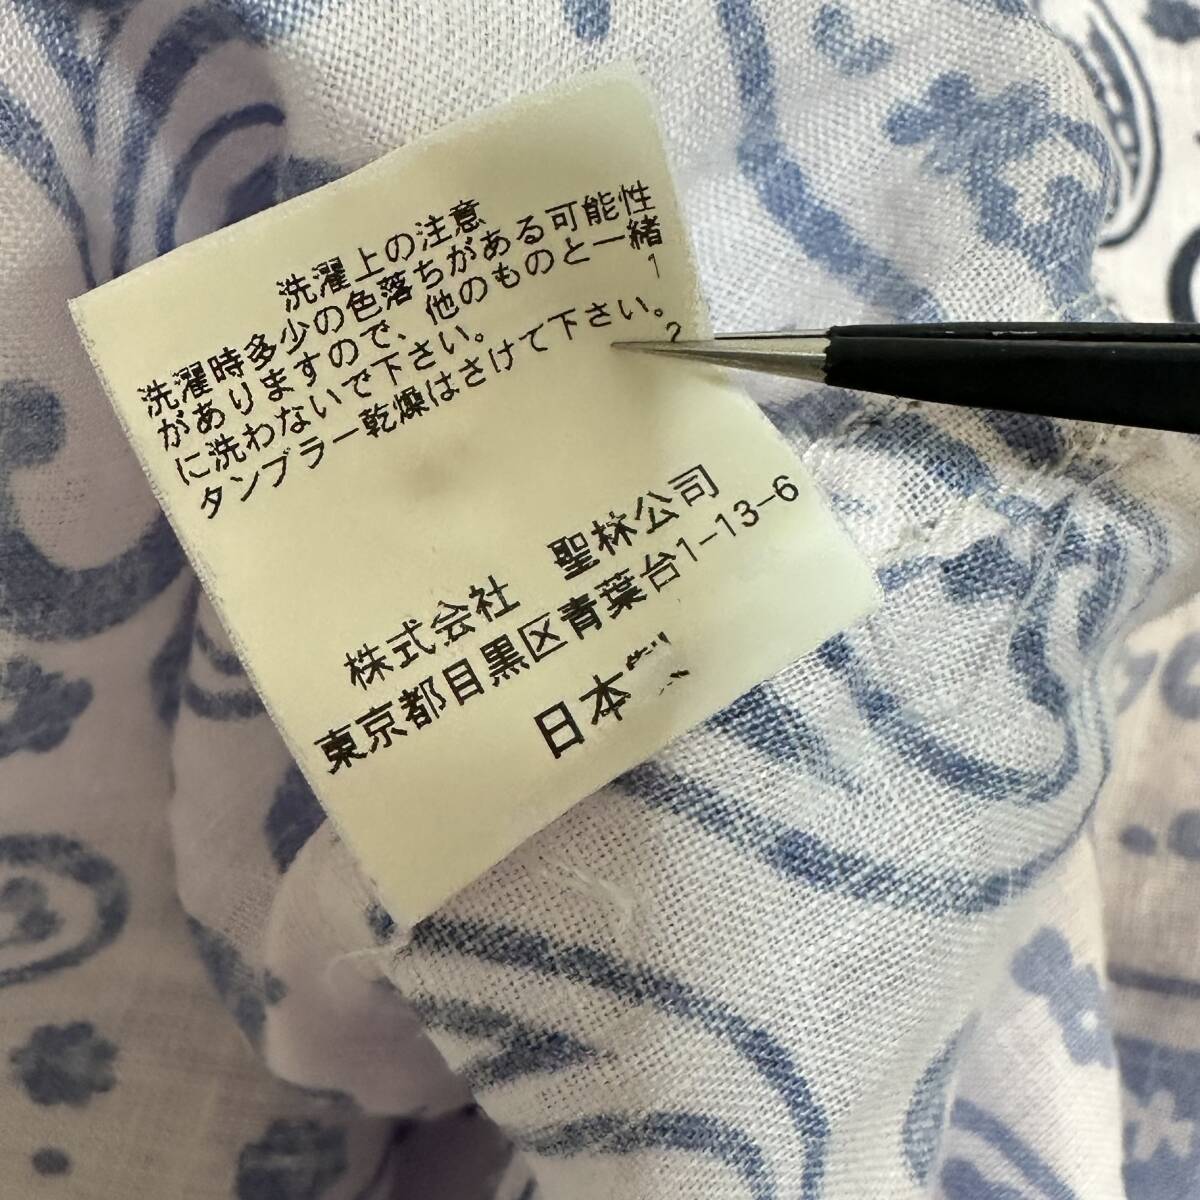 洗濯上の注意
洗濯時多少の色落ちがある可能性
がありますので、他のものと一緒
に洗わないで下さい。
タンブラー乾燥はさけて下さい。
1
2
株式会社 聖林公司
東京都目黒区青葉台1-13-6
日本